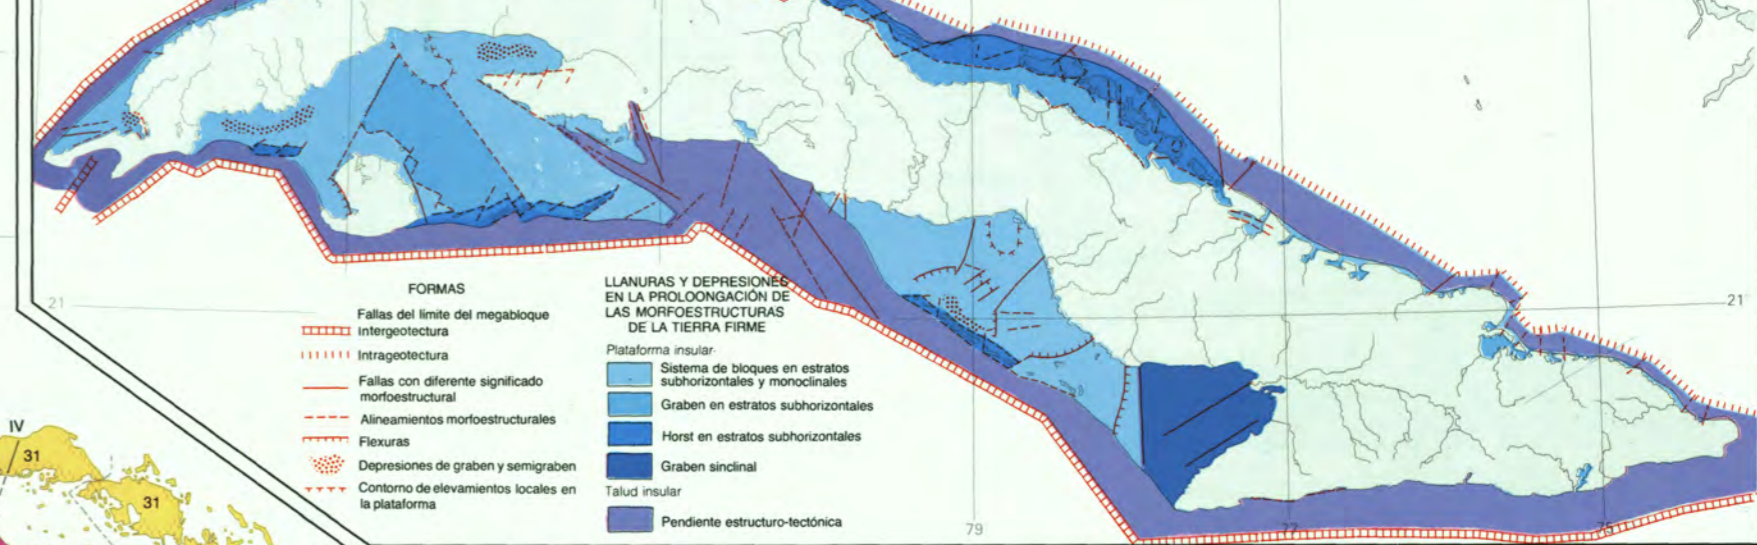 FORMAS
Fallas del límite del megabloque
Intergeotectura
Intrageotectura
Fallas con diferente significado
morfoestructural
Alineamientos morfoestructurales
Flexuras
Depresiones de graben y semigraben
Contorno de elevamientos locales en
la plataforma
LLANURAS Y DEPRESIONES
EN LA PROLOONGACIÓN DE
LAS MORFOESTRUCTURAS
DE LA TIERRA FIRME
Plataforma insular
Sistema de bloques en estratos
subhorizontales y monoclinales
Graben en estratos subhorizontales
Horst en estratos subhorizontales
Graben sinclinal
Talud insular
Pendiente estructuro-tectónica
21
21
IV
31
31
79
77
75